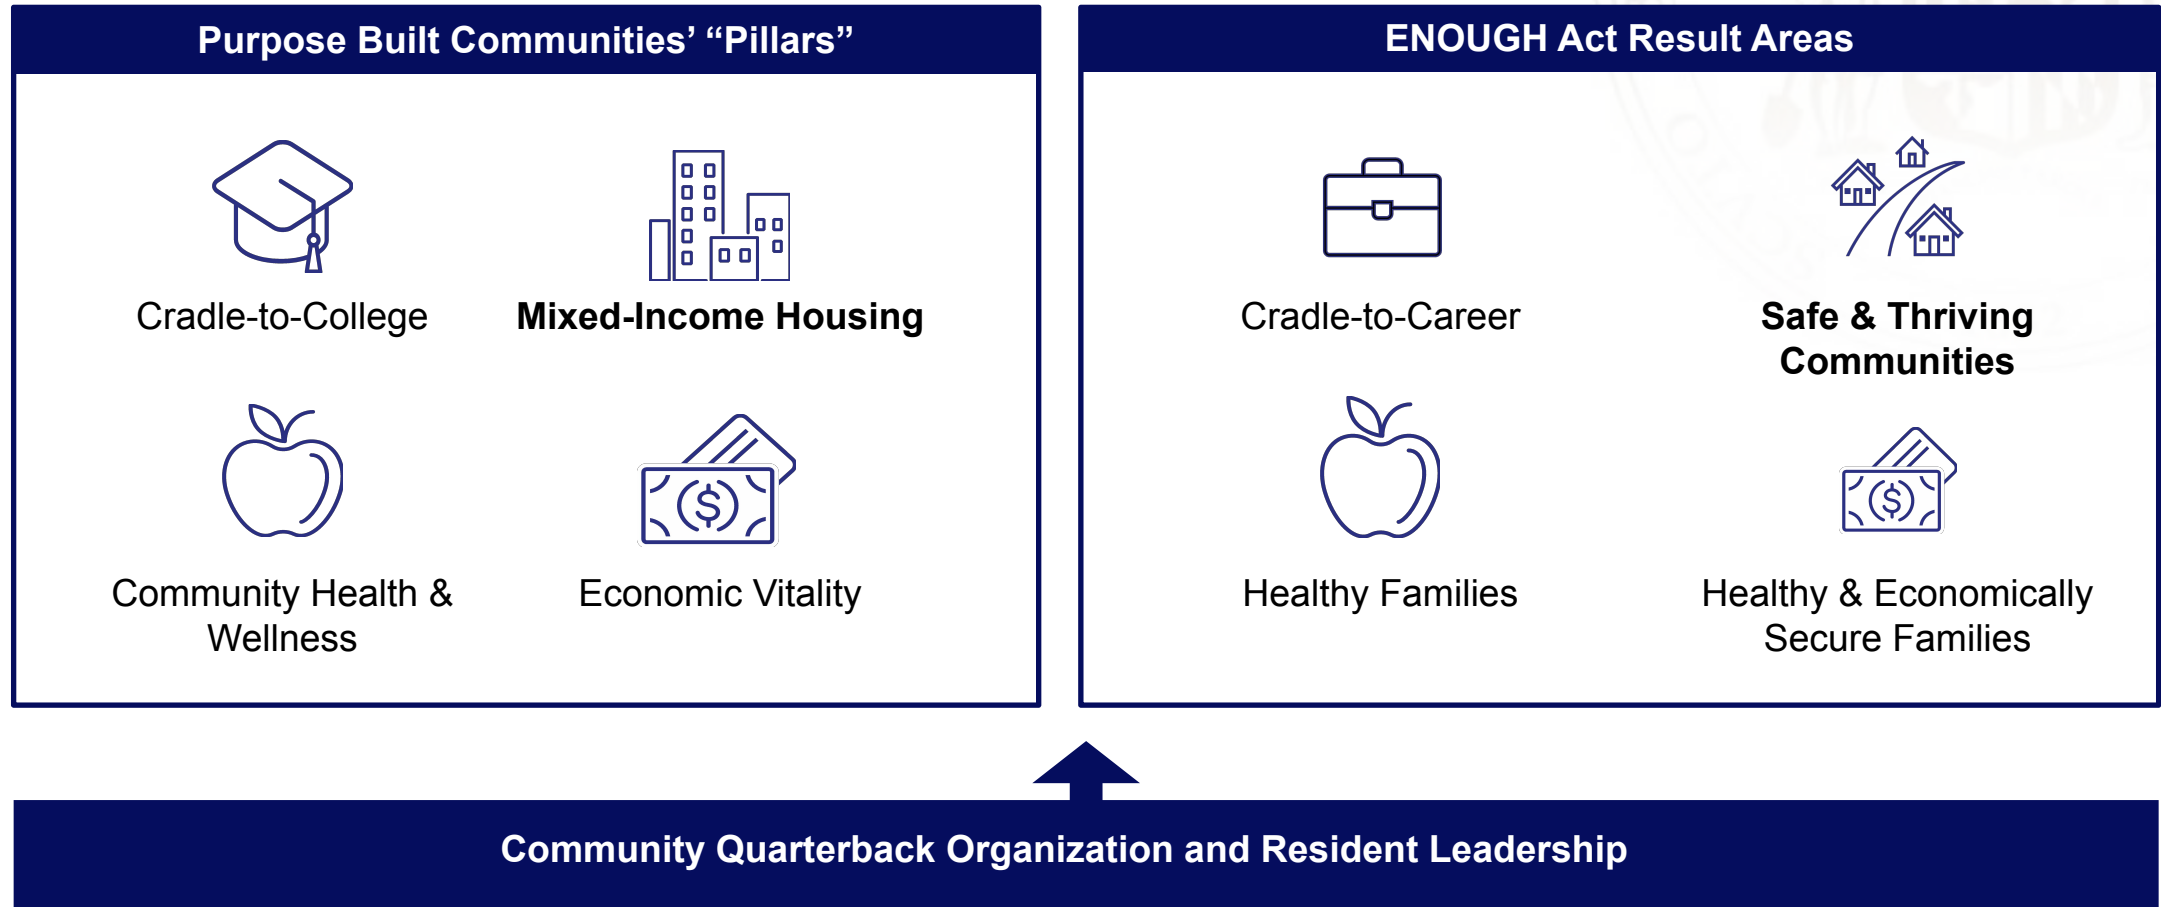 Purpose Built Communities’ “Pillars”
Cradle-to-College
Mixed-Income Housing
Community Health &
Wellness
Economic Vitality
ENOUGH Act Result Areas
Cradle-to-Career
Safe & Thriving
Communities
Healthy Families
Healthy & Economically
Secure Families
Community Quarterback Organization and Resident Leadership